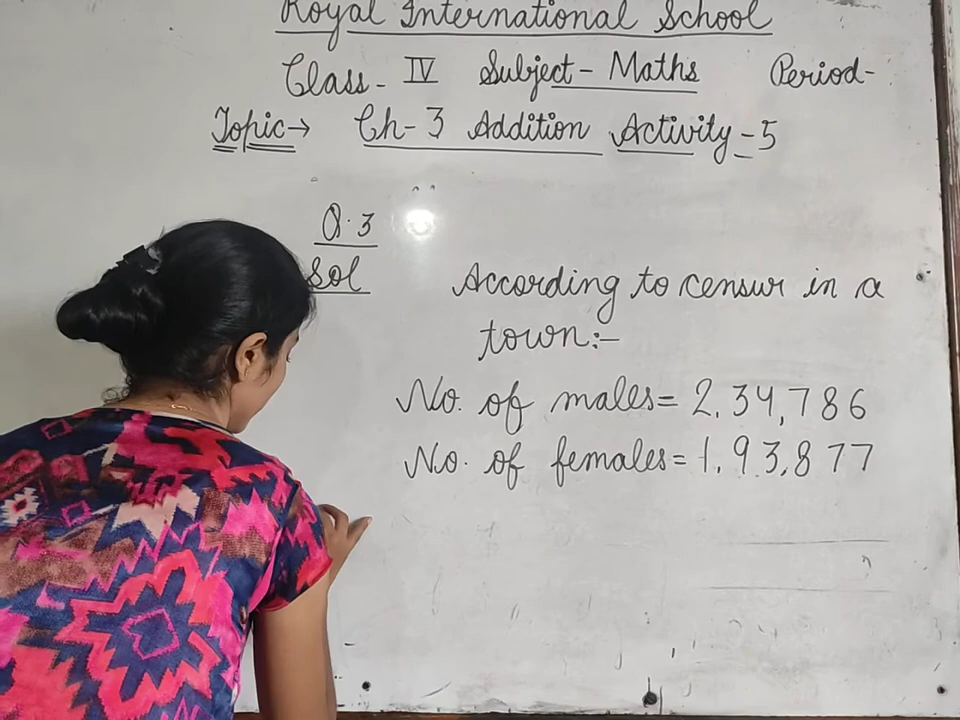 Royal International School
Class- IV Subject- Maths Period-
Topic→ Ch-3 Addition Activity-5
Q.3
Sol
According to censur in a
town:-
No. of males= 2,34,786
No. of females= 1,93,877